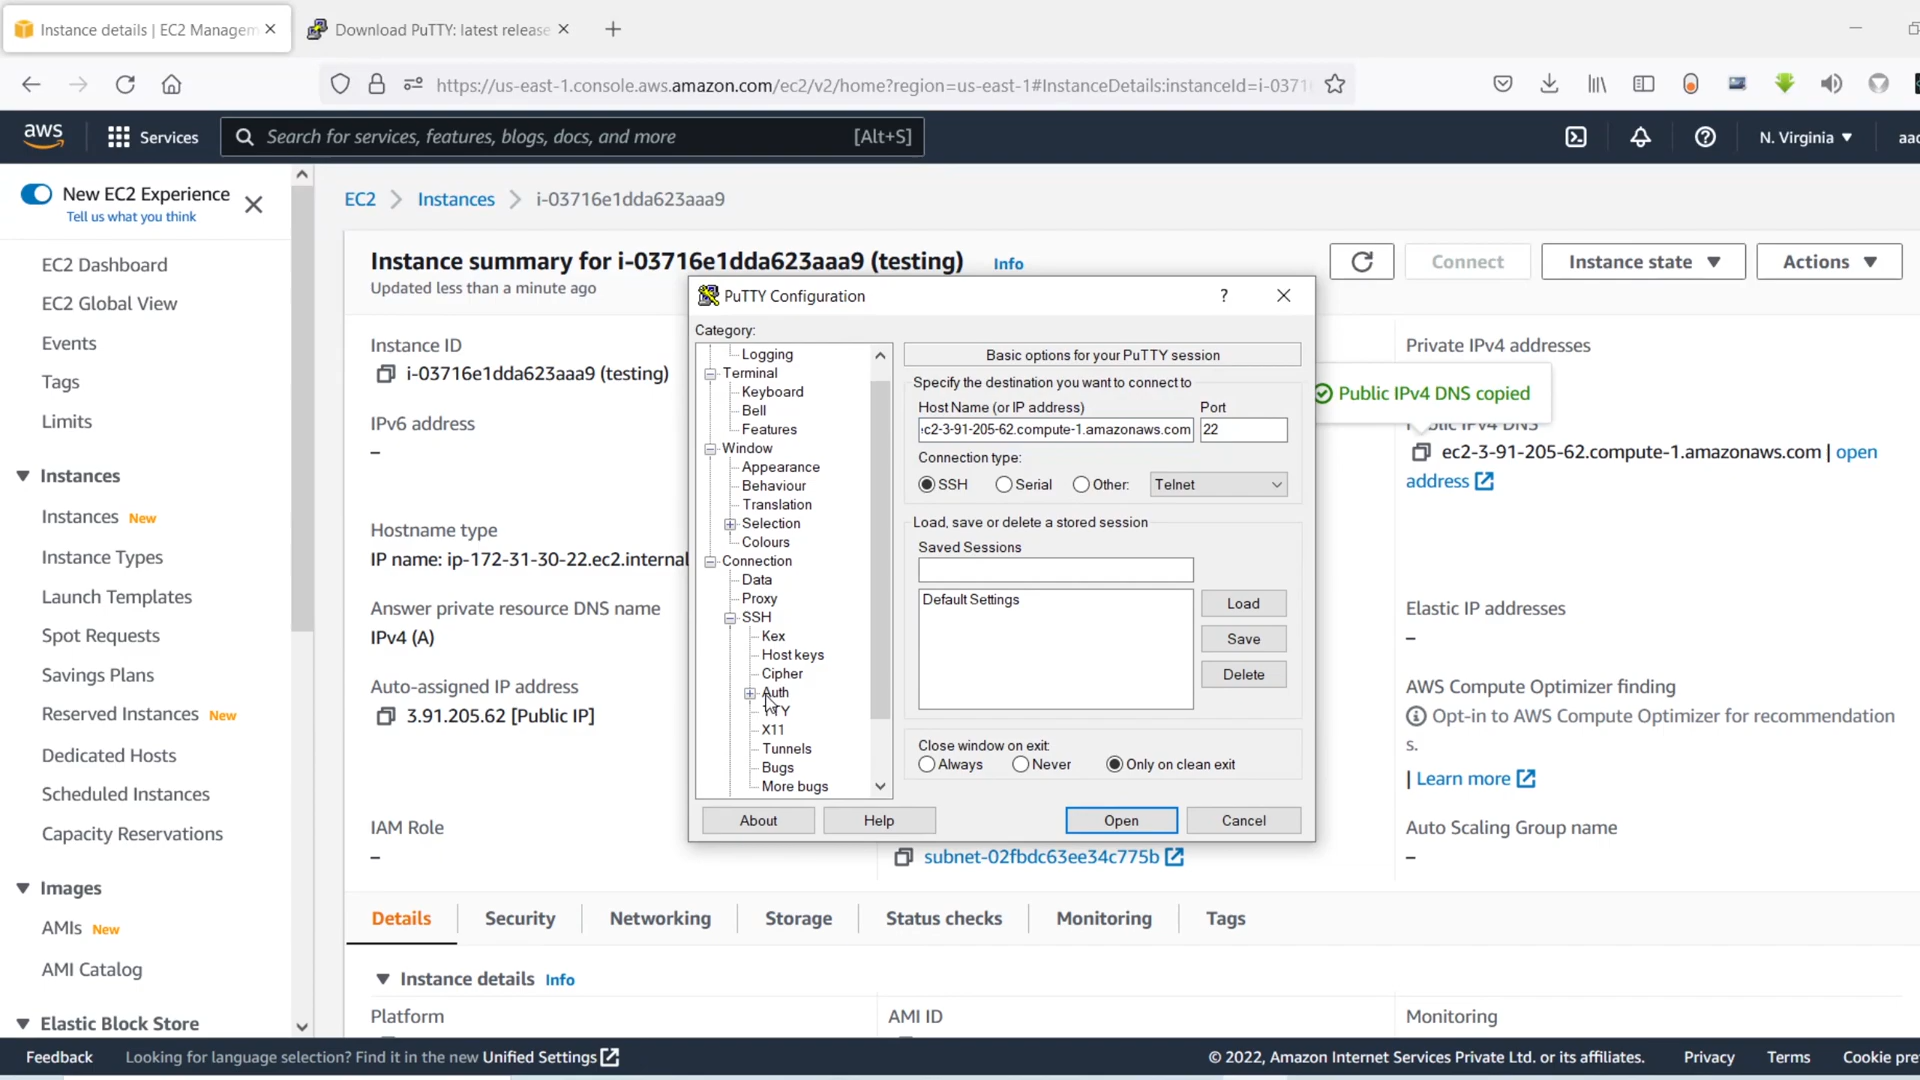 Instance details | EC2 Managem
Download PuTTY: latest release
https://us-east-1.console.aws.amazon.com/ec2/v2/home?region=us-east-1#InstanceDetails:instanceId=i-0371
aws
Services
Search for services, features, blogs, docs, and more
[Alt+S]
N. Virginia
aac
New EC2 Experience
Tell us what you think
EC2 Dashboard
EC2 Global View
Events
Tags
Limits
Instances
Instances New
Instance Types
Launch Templates
Spot Requests
Savings Plans
Reserved Instances New
Dedicated Hosts
Scheduled Instances
Capacity Reservations
Images
AMIs New
AMI Catalog
Elastic Block Store
EC2 > Instances > i-03716e1dda623aaa9
Instance summary for i-03716e1dda623aaa9 (testing) Info
Updated less than a minute ago
Connect
Instance state
Actions
Instance ID
i-03716e1dda623aaa9 (testing)
IPv6 address
–
Hostname type
IP name: ip-172-31-30-22.ec2.internal
Answer private resource DNS name
IPv4 (A)
Auto-assigned IP address
3.91.205.62 [Public IP]
IAM Role
–
PuTTY Configuration
?
Category:
Logging
Terminal
Keyboard
Bell
Features
Window
Appearance
Behaviour
Translation
Selection
Colours
Connection
Data
Proxy
SSH
Kex
Host keys
Cipher
Auth
TTY
X11
Tunnels
Bugs
More bugs
Basic options for your PuTTY session
Specify the destination you want to connect to
Host Name (or IP address)
Port
c2-3-91-205-62.compute-1.amazonaws.com
22
Connection type:
SSH
Serial
Other:
Telnet
Load, save or delete a stored session
Saved Sessions
Default Settings
Load
Save
Delete
Close window on exit:
Always
Never
Only on clean exit
About
Help
Open
Cancel
subnet-02fbdc63ee34c775b
Private IPv4 addresses
Public IPv4 DNS copied
Public IPv4 DNS
ec2-3-91-205-62.compute-1.amazonaws.com | open
address
Elastic IP addresses
–
AWS Compute Optimizer finding
Opt-in to AWS Compute Optimizer for recommendation
s.
| Learn more
Auto Scaling Group name
–
Details
Security
Networking
Storage
Status checks
Monitoring
Tags
Instance details Info
Platform
AMI ID
Monitoring
Feedback
Looking for language selection? Find it in the new Unified Settings
© 2022, Amazon Internet Services Private Ltd. or its affiliates.
Privacy
Terms
Cookie pre